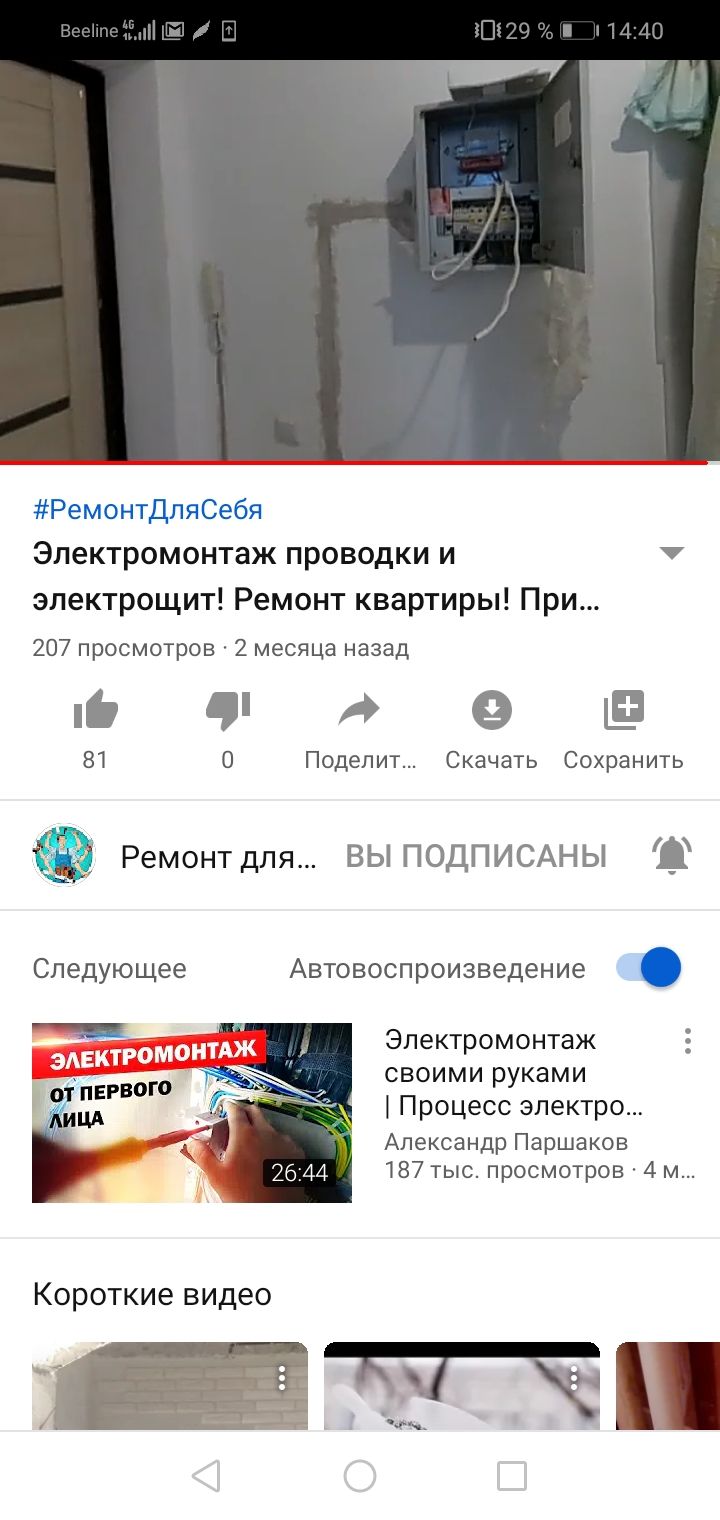 Beeline 4G 29 % 14:40
#РемонтДляСебя
Электромонтаж проводки и
электрощит! Ремонт квартиры! При...
207 просмотров · 2 месяца назад
81
0
Поделит...
Скачать
Сохранить
Ремонт для... ВЫ ПОДПИСАНЫ
Следующее Автовоспроизведение
ЭЛЕКТРОМОНТАЖ
ОТ ПЕРВОГО
ЛИЦА
26:44
Электромонтаж
своими руками
| Процесс электро...
Александр Паршаков
187 тыс. просмотров · 4 м...
Короткие видео